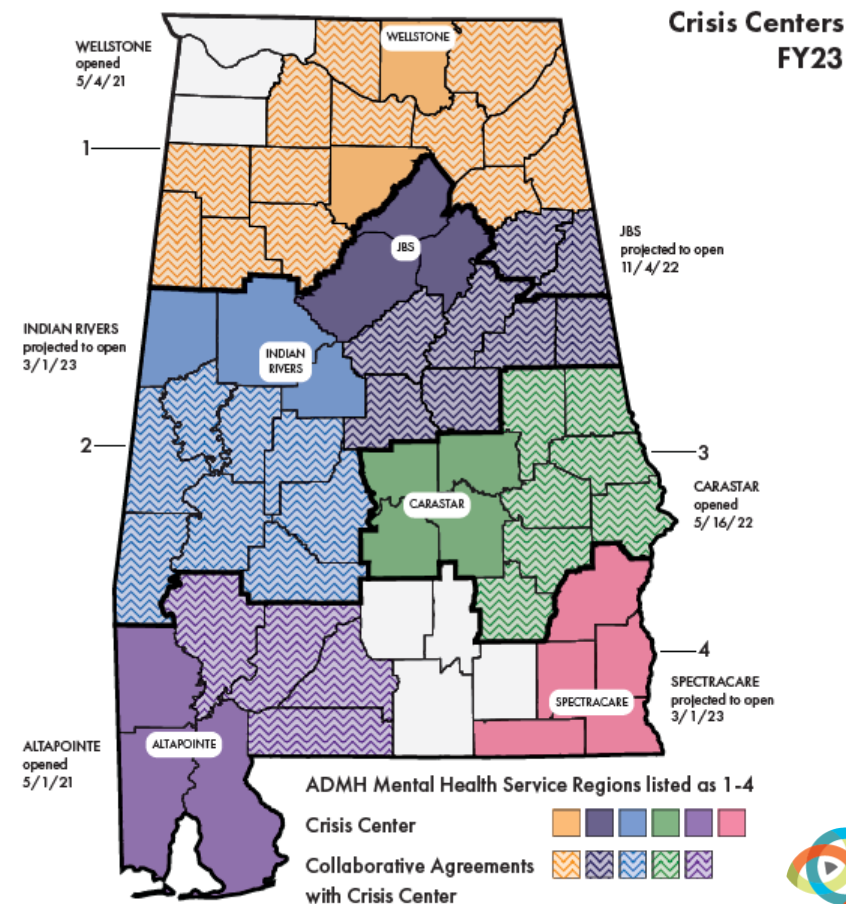 Crisis Centers
FY23
WELLSTONE
opened
5/4/21
WELLSTONE
1
JBS
JBS
projected to open
11/4/22
INDIAN RIVERS
projected to open
3/1/23
INDIAN
RIVERS
2
3
CARASTAR
opened
5/16/22
CARASTAR
4
SPECTRACARE
projected to open
3/1/23
SPECTRACARE
ALTAPOINTE
opened
5/1/21
ALTAPOINTE
ADMH Mental Health Service Regions listed as 1-4
Crisis Center
Collaborative Agreements
with Crisis Center